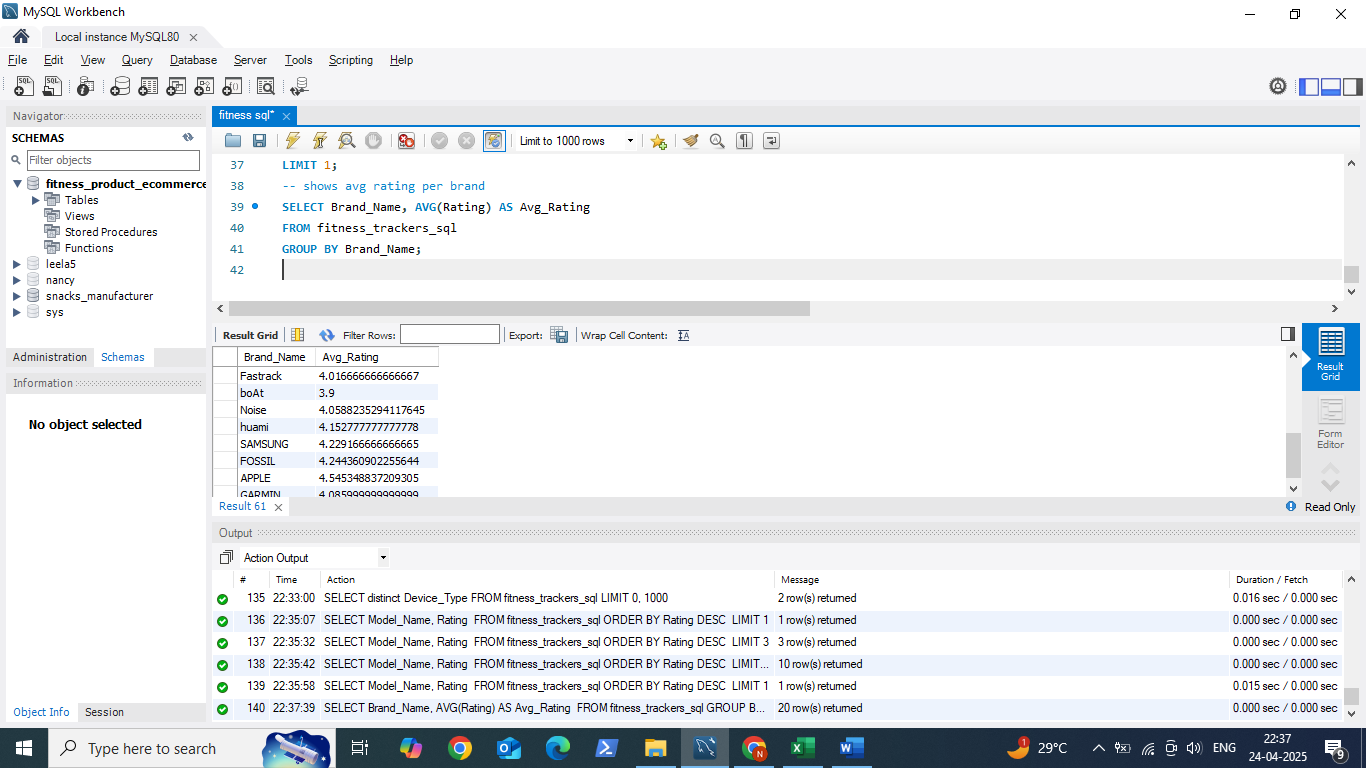 MySQL Workbench
Local instance MySQL80
File Edit View Query Database Server Tools Scripting Help
Navigator
SCHEMAS
Filter objects
fitness_product_ecommerce
Tables
Views
Stored Procedures
Functions
leela5
nancy
snacks_manufacturer
sys
Administration Schemas
Information
No object selected
Object Info Session
fitness sql*
Limit to 1000 rows
37 LIMIT 1;
38 -- shows avg rating per brand
39 SELECT Brand_Name, AVG(Rating) AS Avg_Rating
40 FROM fitness_trackers_sql
41 GROUP BY Brand_Name;
42
Result Grid Filter Rows: Export: Wrap Cell Content:
Brand_Name Avg_Rating
Fastrack 4.016666666666667
boAt 3.9
Noise 4.0588235294117645
huami 4.152777777777778
SAMSUNG 4.229166666666665
FOSSIL 4.244360902255644
APPLE 4.545348837209305
GARMIN 4.085999999999999
Result Grid
Form Editor
Result 61
Read Only
Output
Action Output
# Time Action Message Duration / Fetch
135 22:33:00 SELECT distinct Device_Type FROM fitness_trackers_sql LIMIT 0, 1000 2 row(s) returned 0.016 sec / 0.000 sec
136 22:35:07 SELECT Model_Name, Rating FROM fitness_trackers_sql ORDER BY Rating DESC LIMIT 1 1 row(s) returned 0.000 sec / 0.000 sec
137 22:35:32 SELECT Model_Name, Rating FROM fitness_trackers_sql ORDER BY Rating DESC LIMIT 3 3 row(s) returned 0.000 sec / 0.000 sec
138 22:35:42 SELECT Model_Name, Rating FROM fitness_trackers_sql ORDER BY Rating DESC LIMIT... 10 row(s) returned 0.000 sec / 0.000 sec
139 22:35:58 SELECT Model_Name, Rating FROM fitness_trackers_sql ORDER BY Rating DESC LIMIT 1 1 row(s) returned 0.015 sec / 0.000 sec
140 22:37:39 SELECT Brand_Name, AVG(Rating) AS Avg_Rating FROM fitness_trackers_sql GROUP B... 20 row(s) returned 0.000 sec / 0.000 sec
Type here to search
29°C
ENG
22:37
24-04-2025
9